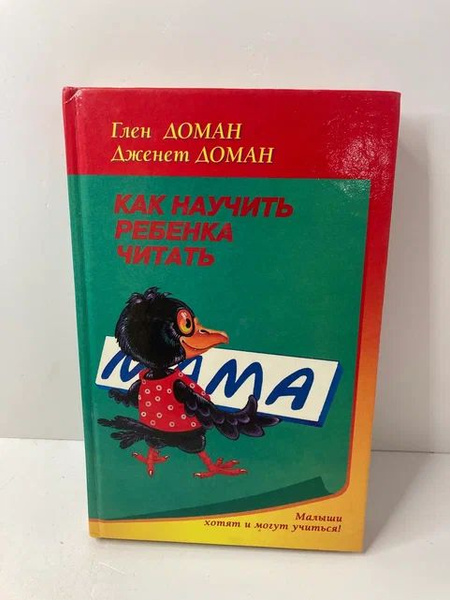 Глен ДОМАН
Дженет ДОМАН
КАК НАУЧИТЬ
РЕБЕНКА
ЧИТАТЬ
МАМА
Малыши
хотят и могут учиться!